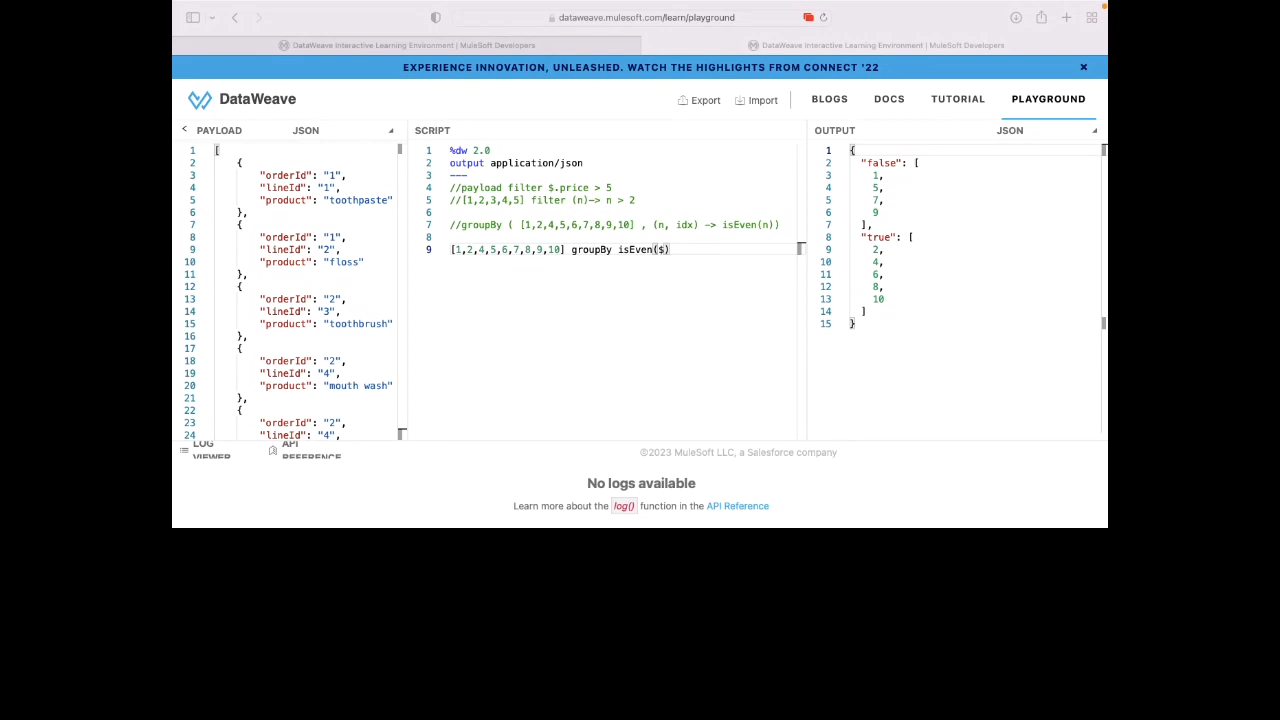 dataweave.mulesoft.com/learn/playground
DataWeave Interactive Learning Environment | MuleSoft Developers
DataWeave Interactive Learning Environment | MuleSoft Developers
EXPERIENCE INNOVATION, UNLEASHED. WATCH THE HIGHLIGHTS FROM CONNECT '22 ×
DataWeave
Export Import BLOGS DOCS TUTORIAL PLAYGROUND
< PAYLOAD JSON
1 [
2 {
3 "orderId": "1",
4 "lineId": "1",
5 "product": "toothpaste"
6 },
7 {
8 "orderId": "1",
9 "lineId": "2",
10 "product": "floss"
11 },
12 {
13 "orderId": "2",
14 "lineId": "3",
15 "product": "toothbrush"
16 },
17 {
18 "orderId": "2",
19 "lineId": "4",
20 "product": "mouth wash"
21 },
22 {
23 "orderId": "2",
24 "lineId": "4",
SCRIPT
1 %dw 2.0
2 output application/json
3 ---
4 //payload filter $.price > 5
5 //[1,2,3,4,5] filter (n)-> n > 2
6
7 //groupBy ( [1,2,4,5,6,7,8,9,10] , (n, idx) -> isEven(n))
8
9 [1,2,4,5,6,7,8,9,10] groupBy isEven($)
OUTPUT JSON
1 {
2 "false": [
3 1,
4 5,
5 7,
6 9
7 ],
8 "true": [
9 2,
10 4,
11 6,
12 8,
13 10
14 ]
15 }
LOG VIEWER
API REFERENCE
©2023 MuleSoft LLC, a Salesforce company
No logs available
Learn more about the log() function in the API Reference